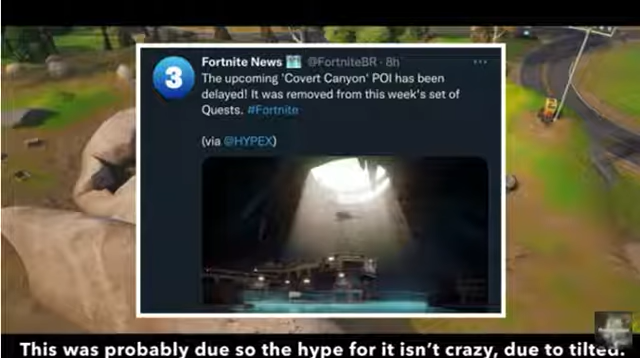 3
Fortnite News @FortniteBR · 8h
The upcoming 'Covert Canyon' POI has been
delayed! It was removed from this week's set of
Quests. #Fortnite
(via @HYPEX)
This was probably due so the hype for it isn't crazy, due to tilted.